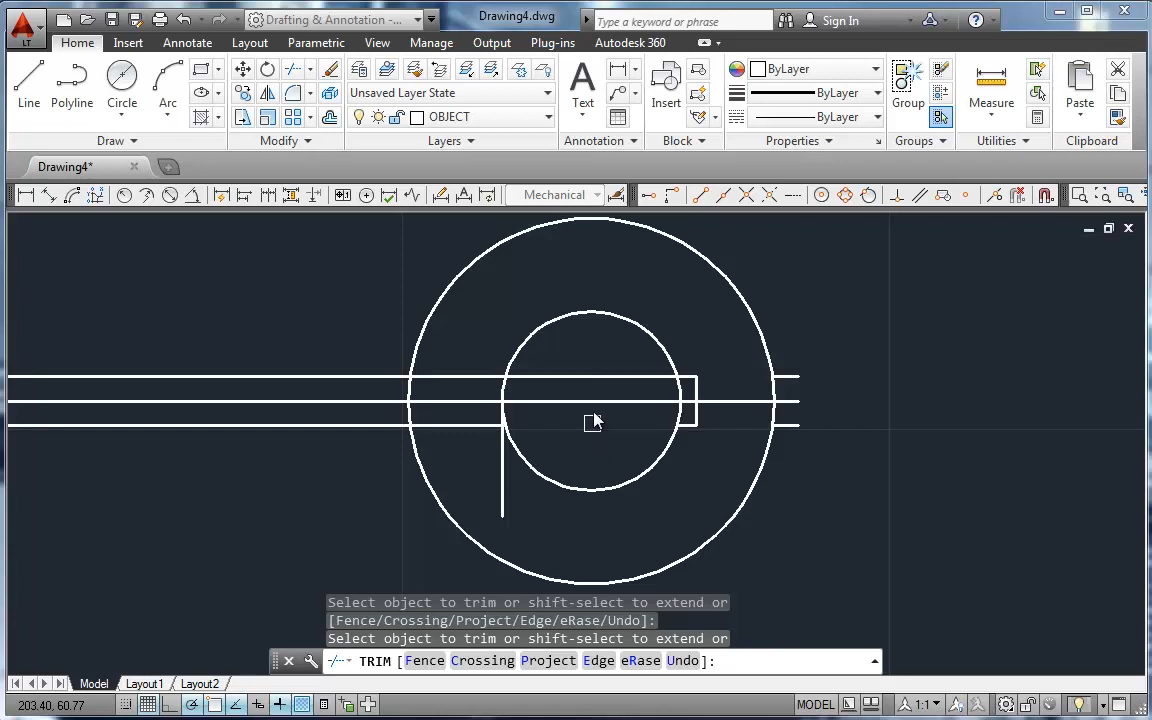 Drafting & Annotation -...
Drawing4.dwg
Type a keyword or phrase
Sign In
LT
Home
Insert
Annotate
Layout
Parametric
View
Manage
Output
Plug-ins
Autodesk 360
Line
Polyline
Circle
Arc
Unsaved Layer State
OBJECT
Text
Insert
ByLayer
ByLayer
ByLayer
Group
Measure
Paste
Draw
Modify
Layers
Annotation
Block
Properties
Groups
Utilities
Clipboard
Drawing4*
Mechanical
Select object to trim or shift-select to extend or
[Fence/Crossing/Project/Edge/eRase/Undo]:
Select object to trim or shift-select to extend or
TRIM [Fence Crossing Project Edge eRase Undo]:
Model
Layout1
Layout2
203.40, 60.77
MODEL
1:1